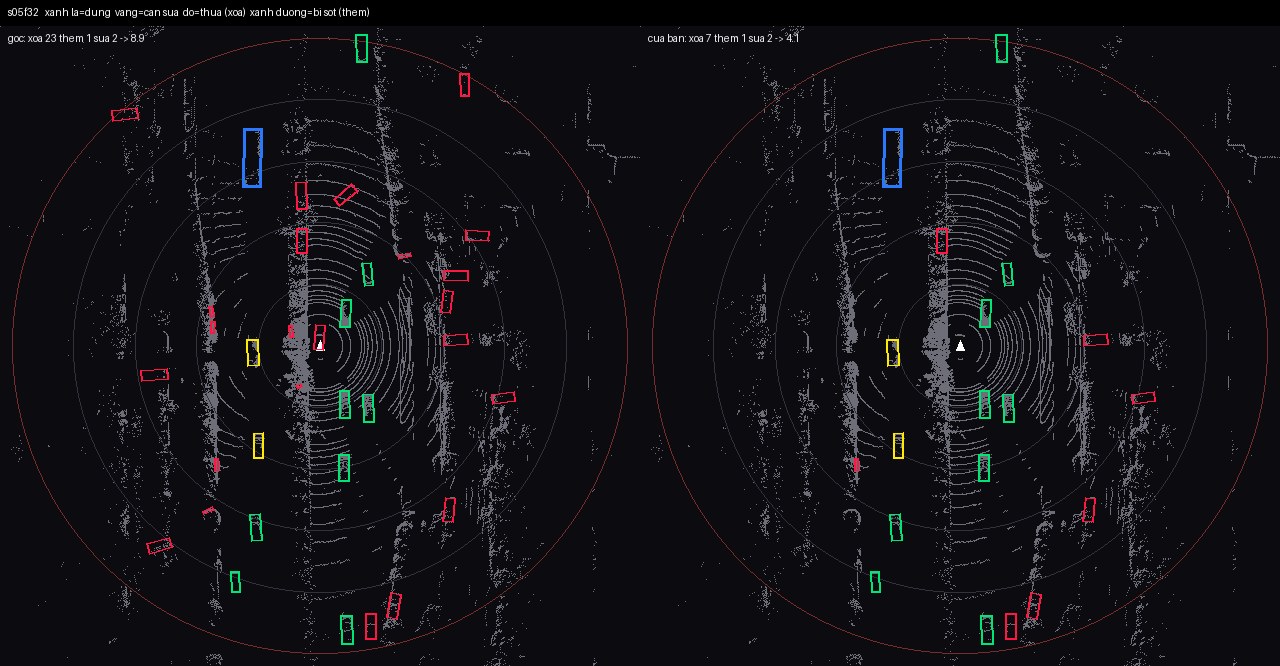 s05f32 xanh la=dung vang=can sua do=thua (xoa) xanh duong=bi sot (them)
goc: xoa 23 them 1 sua 2 -> 8.9
cua ban: xoa 7 them 1 sua 2 -> 4.1